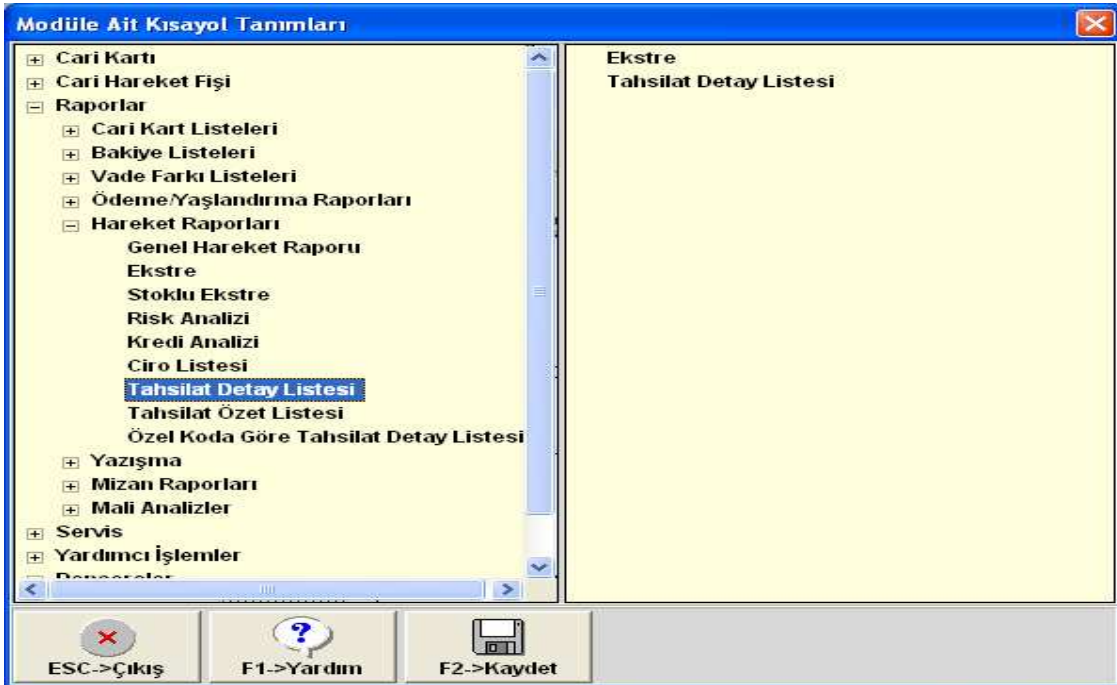 Modüle Ait Kısayol Tanımları
Cari Kartı
Cari Hareket Fişi
Raporlar
Cari Kart Listeleri
Bakiye Listeleri
Vade Farkı Listeleri
Ödeme/Yaşlandırma Raporları
Hareket Raporları
Genel Hareket Raporu
Ekstre
Stoklu Ekstre
Risk Analizi
Kredi Analizi
Ciro Listesi
Tahsilat Detay Listesi
Tahsilat Özet Listesi
Özel Koda Göre Tahsilat Detay Listesi
Yazışma
Mizan Raporları
Mali Analizler
Servis
Yardımcı İşlemler
Ekstre
Tahsilat Detay Listesi
ESC->Çıkış
F1->Yardım
F2->Kaydet